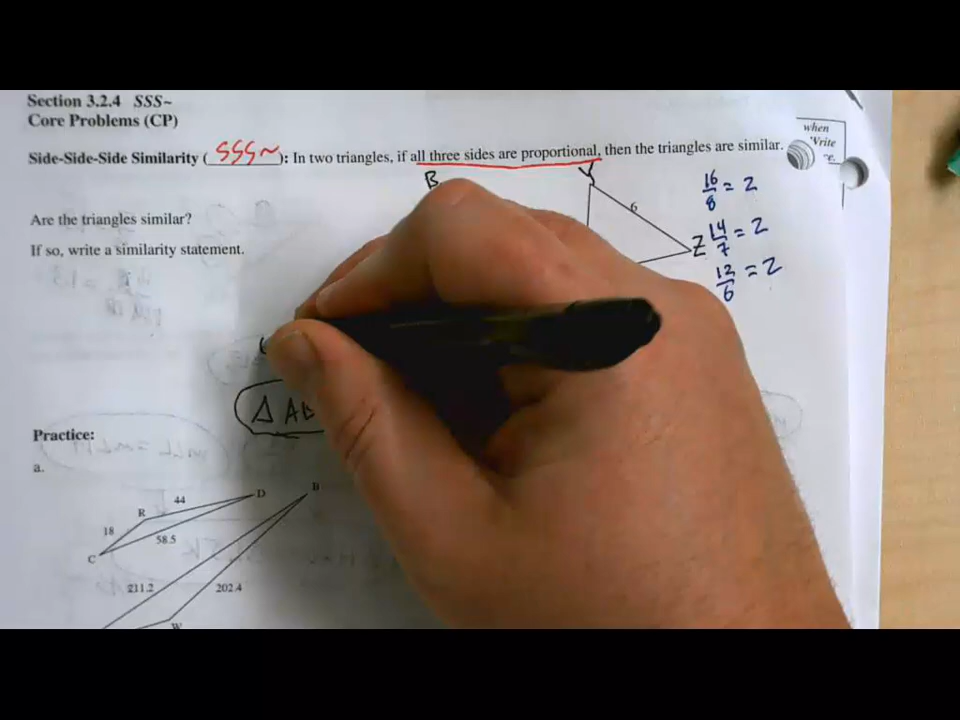 Section 3.2.4 SSS~
Core Problems (CP)
when
Write
Side-Side-Side Similarity (SSS~): In two triangles, if all three sides are proportional, then the triangles are similar.
B
Y
6
16/8 = 2
Are the triangles similar?
14/7 = 2
Z
If so, write a similarity statement.
12/6 = 2
Δ AB
Practice:
a.
44
D
B
R
18
58.5
C
211.2
202.4
W